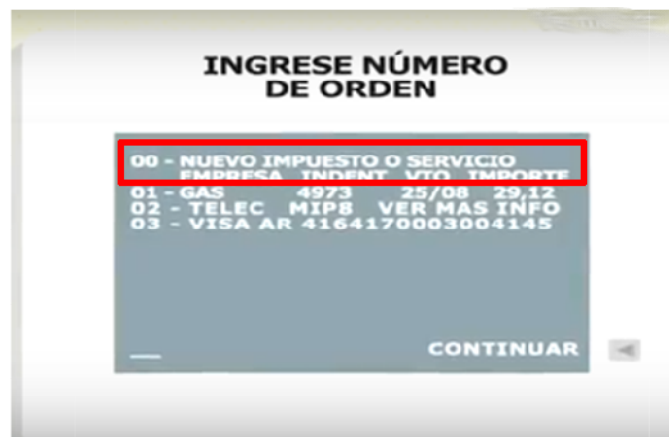 INGRESE NÚMERO
DE ORDEN
00 - NUEVO IMPUESTO O SERVICIO
EMPRESA INDENT VTO IMPORTE
01 - GAS 4973 25/08 29,12
02 - TELEC MIP8 VER MAS INFO
03 - VISA AR 4164170003004145
CONTINUAR